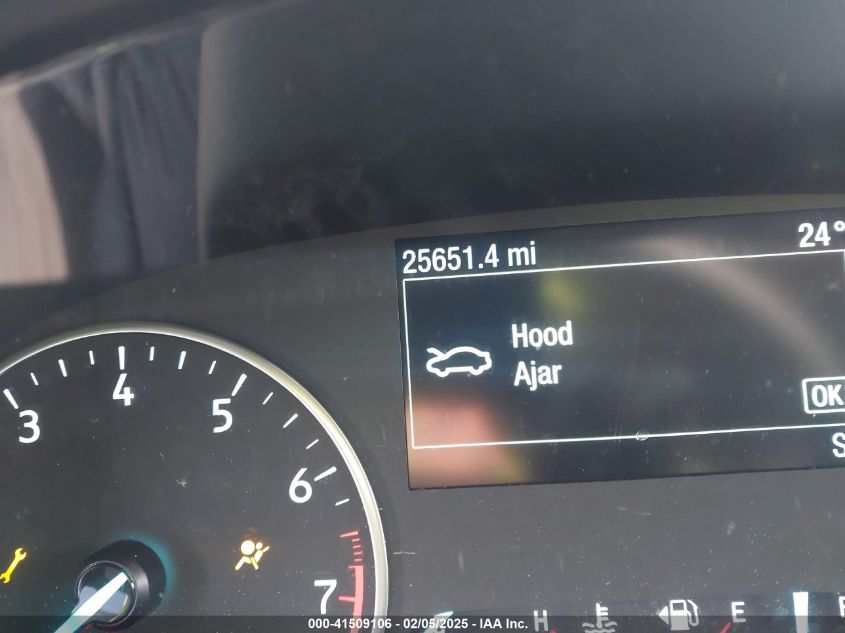 25651.4 mi 24°
Hood
Ajar
OK
S
3 4 5 6 7
H E F
000-41509106 - 02/05/2025 - IAA Inc.